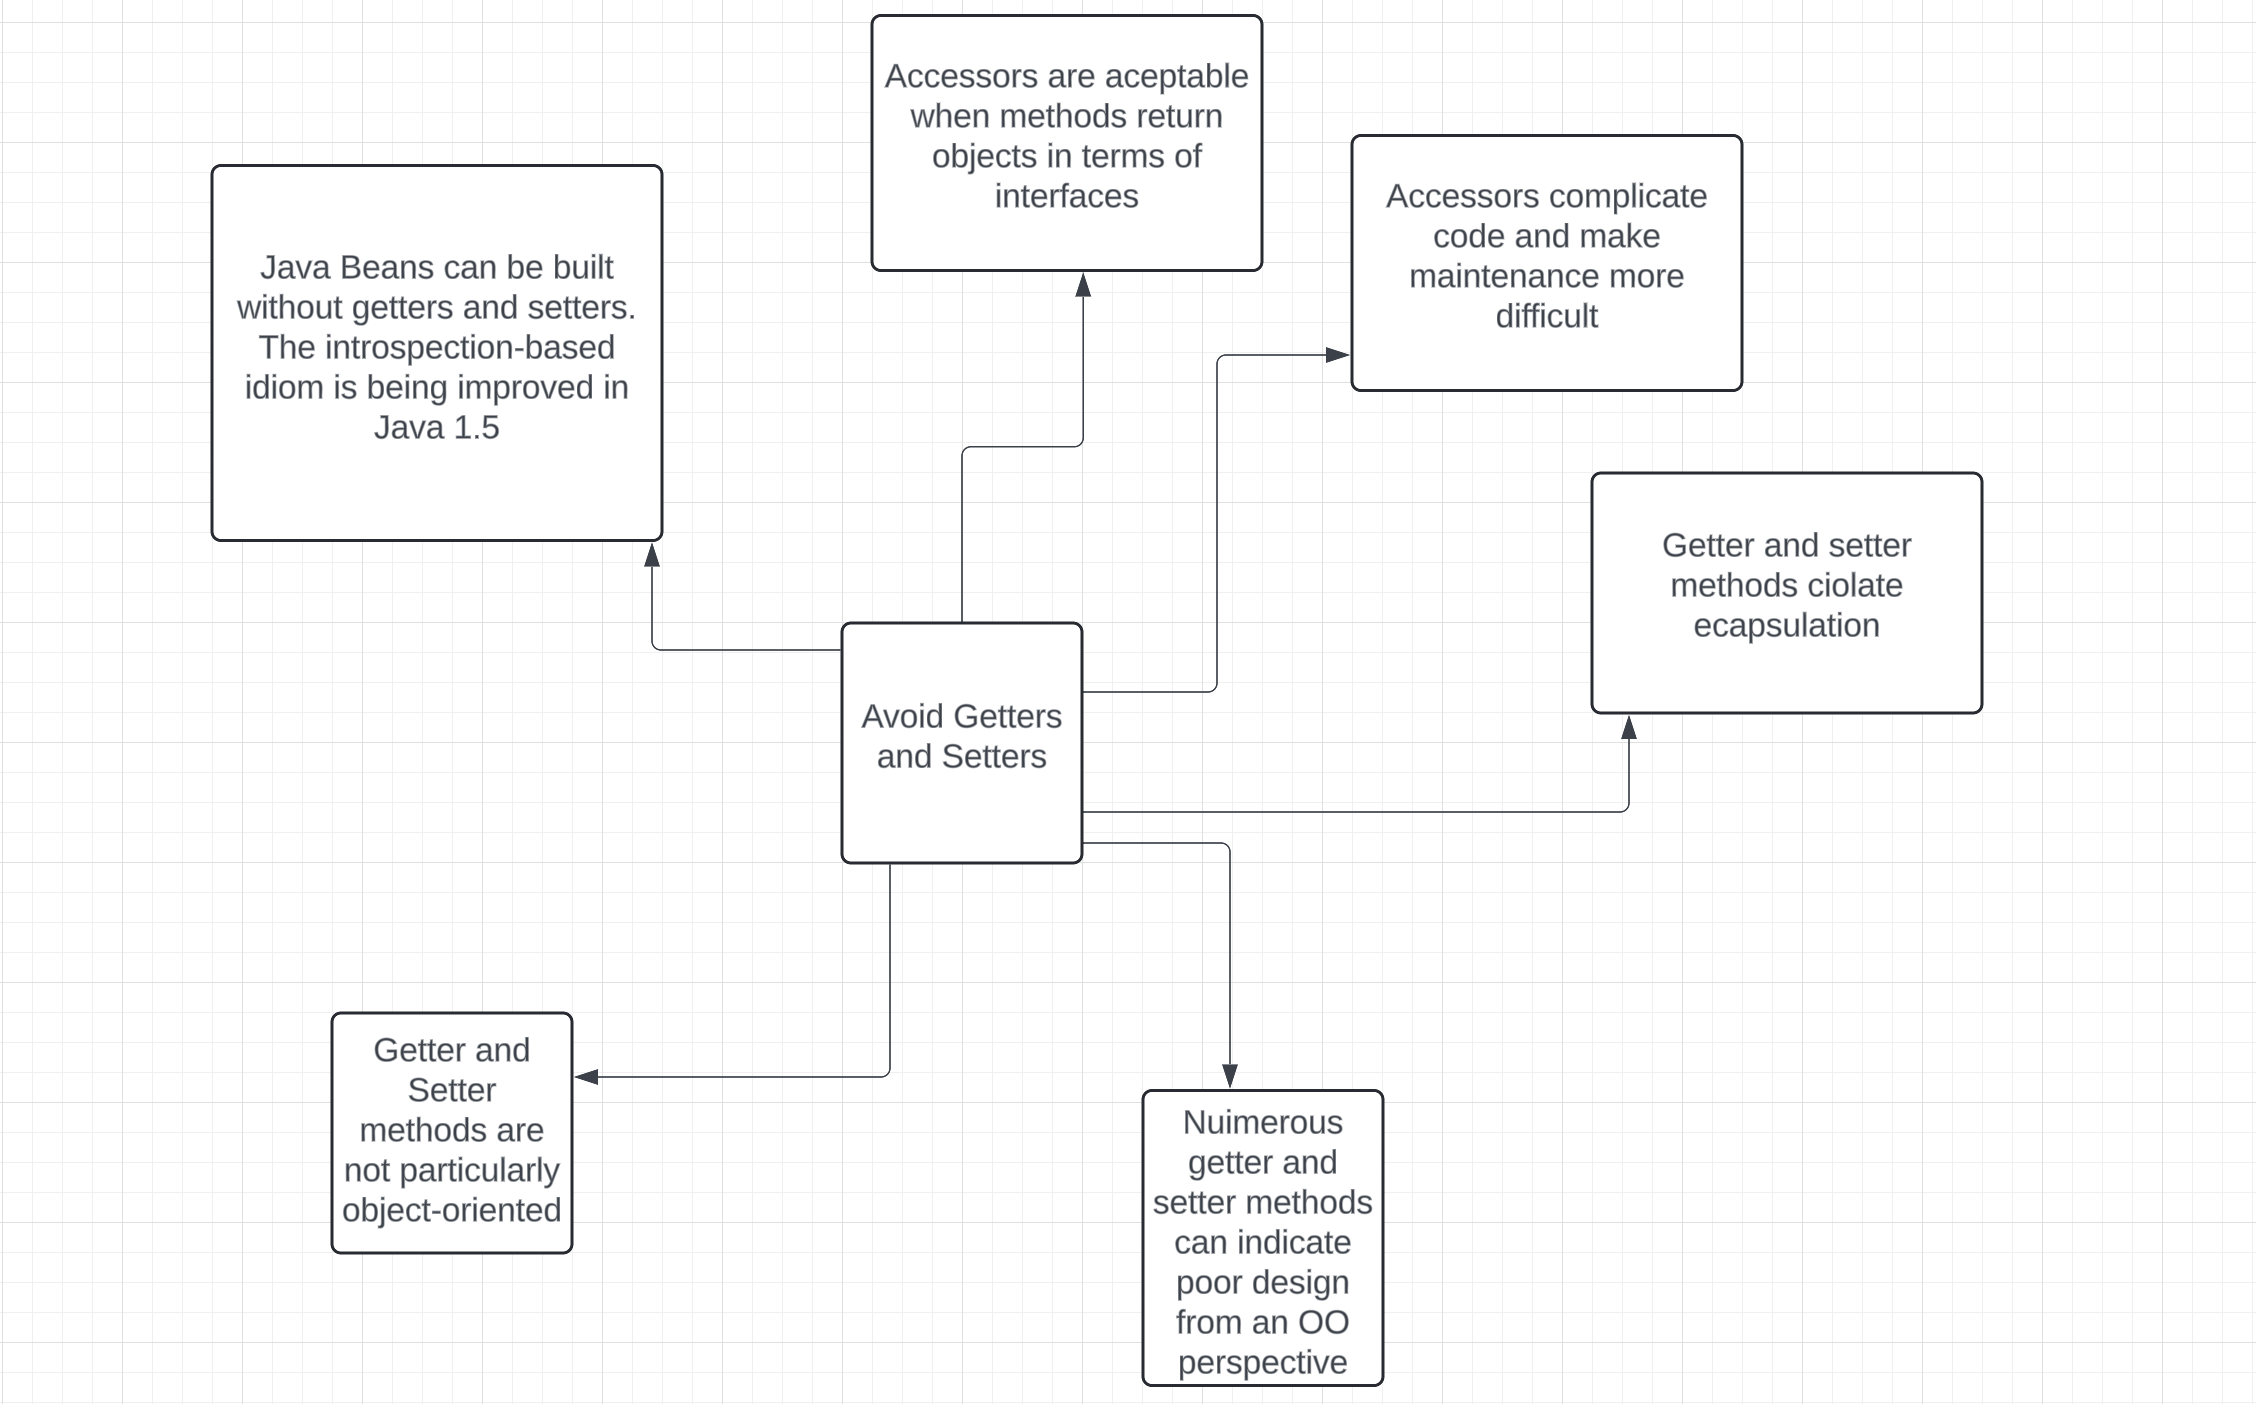 Accessors are aceptable
when methods return
objects in terms of
interfaces
Accessors complicate
code and make
maintenance more
difficult
Java Beans can be built
without getters and setters.
The introspection-based
idiom is being improved in
Java 1.5
Getter and setter
methods ciolate
ecapsulation
Avoid Getters
and Setters
Getter and
Setter
methods are
not particularly
object-oriented
Nuimerous
getter and
setter methods
can indicate
poor design
from an OO
perspective